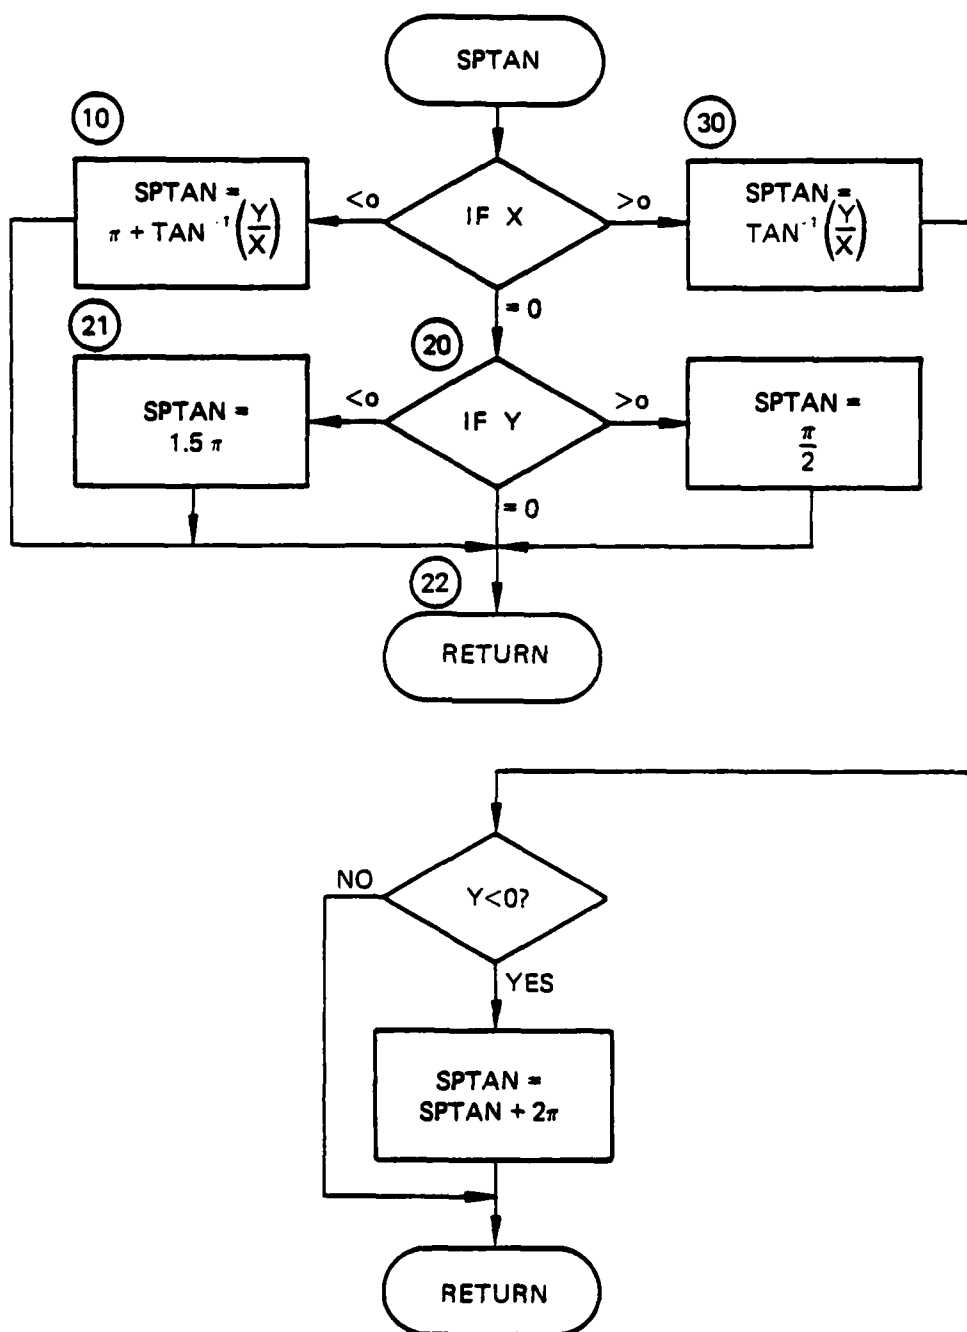 SPTAN
10
30
SPTAN =
π + TAN⁻¹(Y/X)
<o
IF X
>o
SPTAN =
TAN⁻¹(Y/X)
= 0
21
20
SPTAN =
1.5 π
<o
IF Y
>o
SPTAN =
π/2
= 0
22
RETURN
NO
Y<0?
YES
SPTAN =
SPTAN + 2π
RETURN